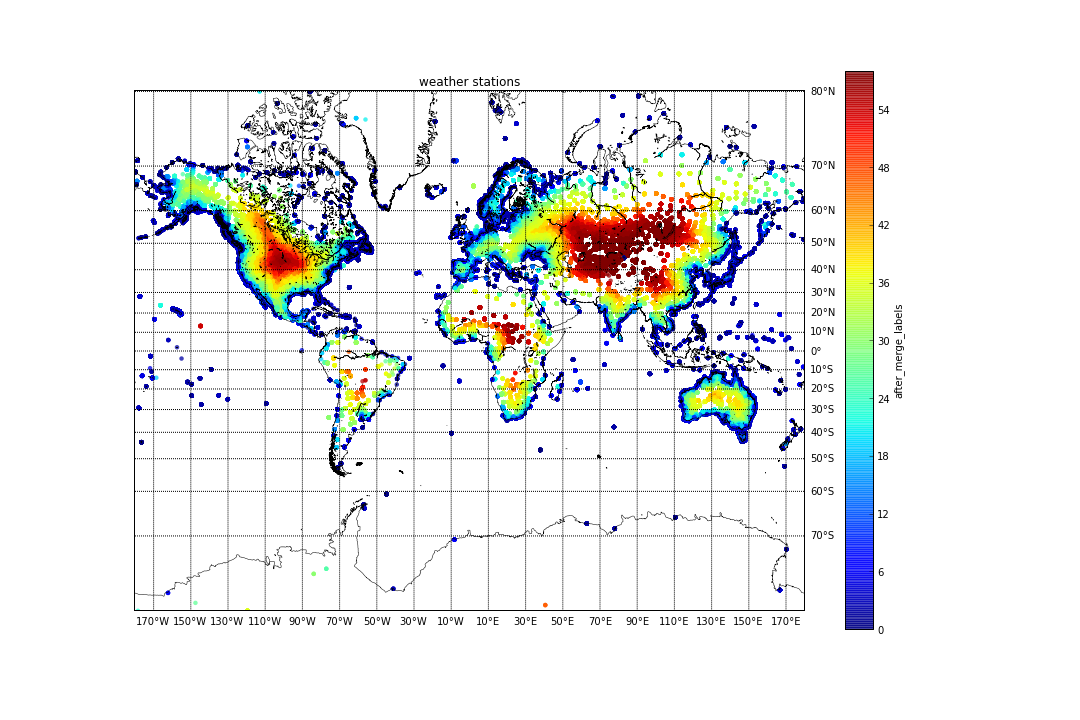 weather stations
80°N
70°N
60°N
50°N
40°N
30°N
20°N
10°N
0°
10°S
20°S
30°S
40°S
50°S
60°S
70°S
170°W 150°W 130°W 110°W 90°W 70°W 50°W 30°W 10°W 10°E 30°E 50°E 70°E 90°E 110°E 130°E 150°E 170°E
54
48
42
36
30
24
18
12
6
0
after_merge_labels